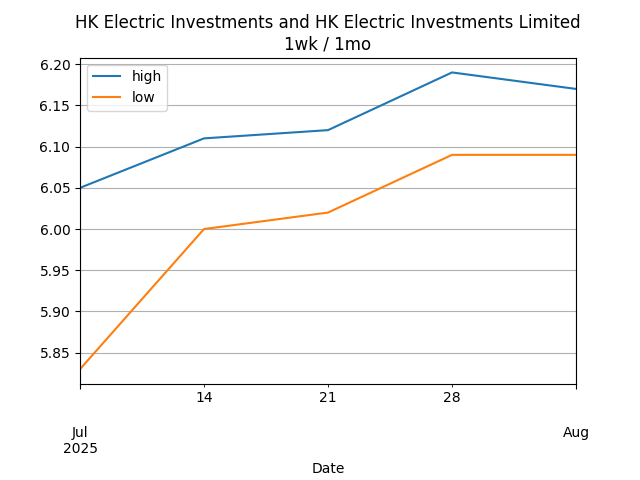 HK Electric Investments and HK Electric Investments Limited
1wk / 1mo
high
low
6.20
6.15
6.10
6.05
6.00
5.95
5.90
5.85
14
21
28
Jul
2025
Aug
Date